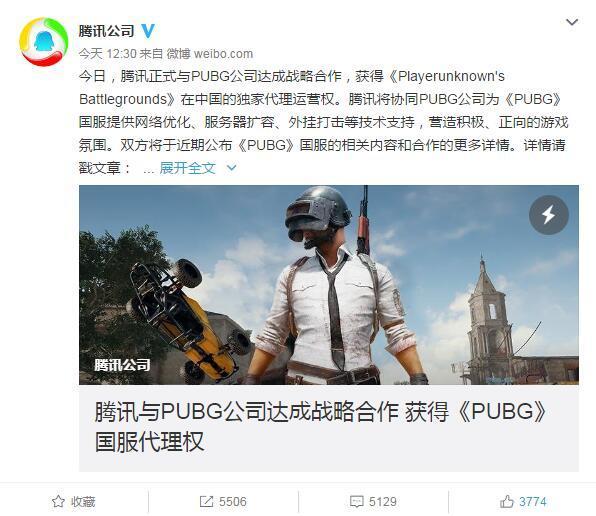 腾讯公司
今天 12:30 来自 微博 weibo.com
今日，腾讯正式与PUBG公司达成战略合作，获得《Playerunknown's
Battlegrounds》在中国的独家代理运营权。腾讯将协同PUBG公司为《PUBG》
国服提供网络优化、服务器扩容、外挂打击等技术支持，营造积极、正向的游戏
氛围。双方将于近期公布《PUBG》国服的相关内容和合作的更多详情。详情请
戳文章： ... 展开全文
腾讯公司
腾讯与PUBG公司达成战略合作 获得《PUBG》
国服代理权
收藏 5506 5129 3774